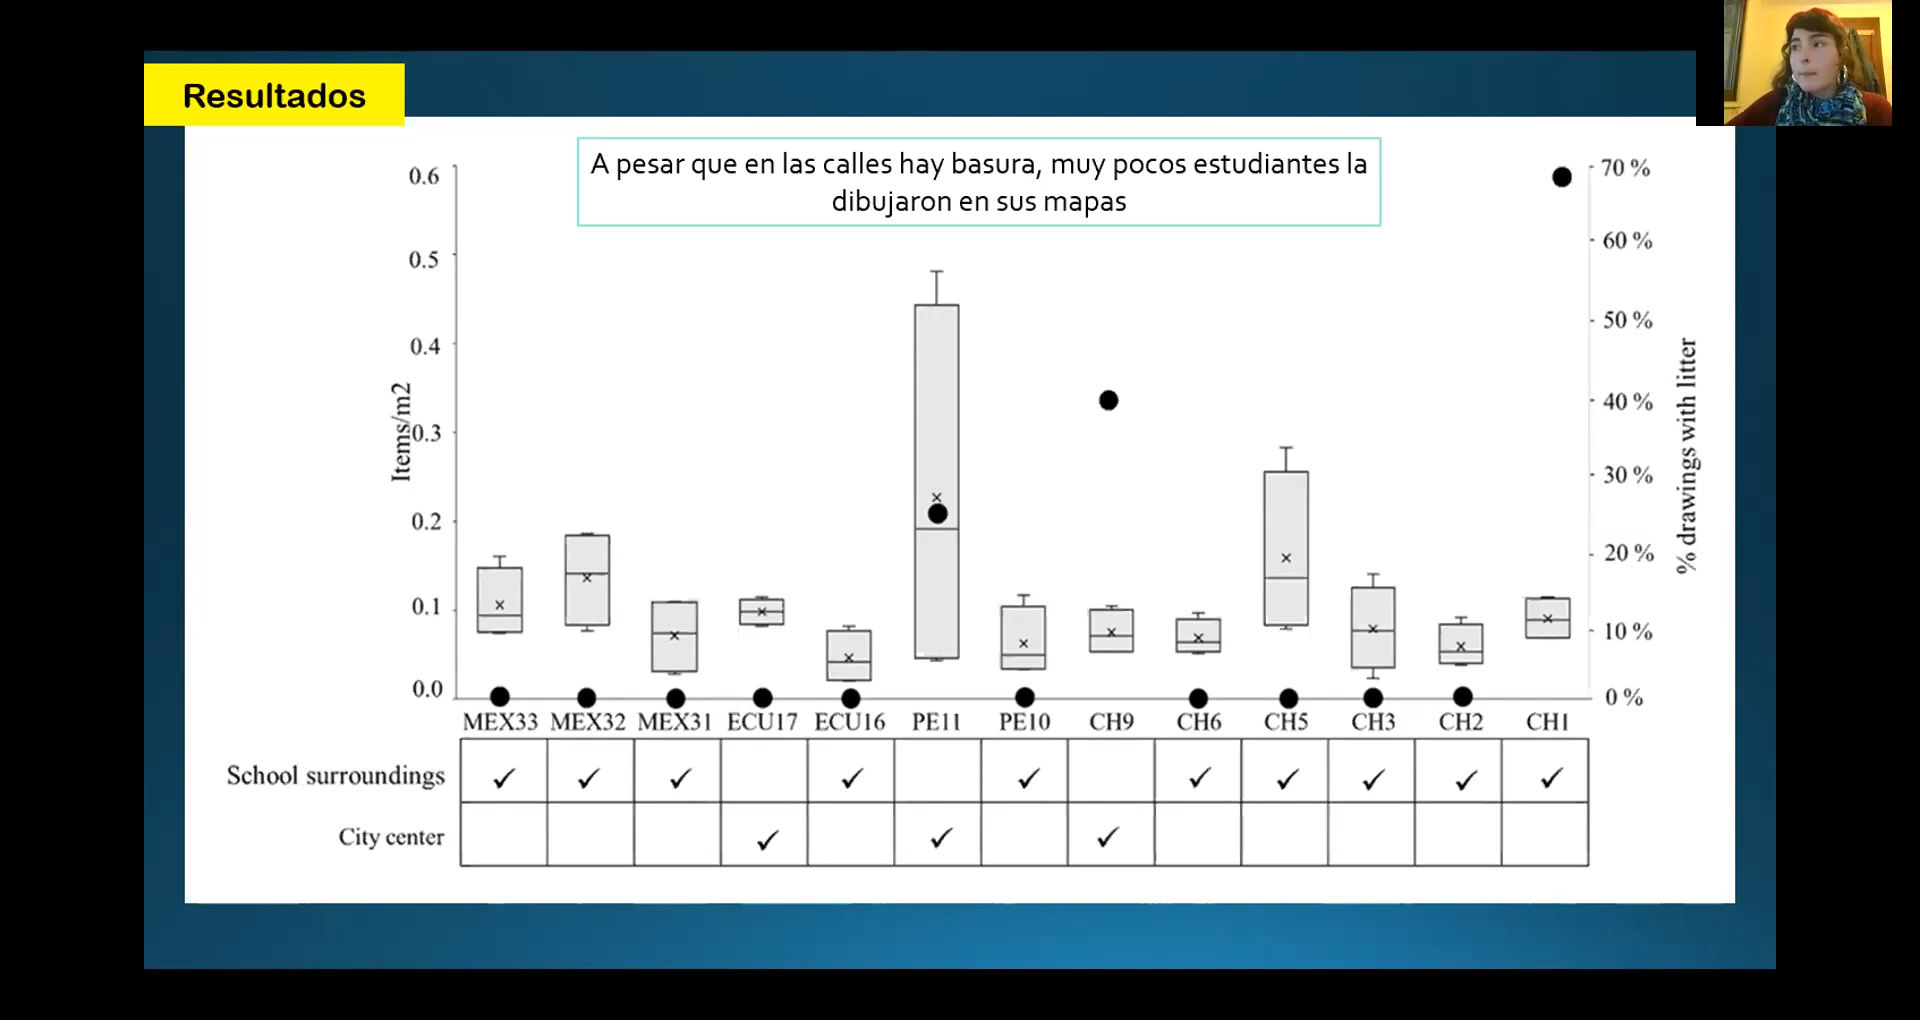 Resultados
A pesar que en las calles hay basura, muy pocos estudiantes la
dibujaron en sus mapas
0.6
0.5
0.4
0.3
0.2
0.1
0.0
Items/m2
70 %
60 %
50 %
40 %
30 %
20 %
10 %
0 %
% drawings with litter
MEX33 MEX32 MEX31 ECU17 ECU16 PE11 PE10 CH9 CH6 CH5 CH3 CH2 CH1
School surroundings ✓ ✓ ✓ ✓ ✓ ✓ ✓ ✓ ✓ ✓
City center ✓ ✓ ✓